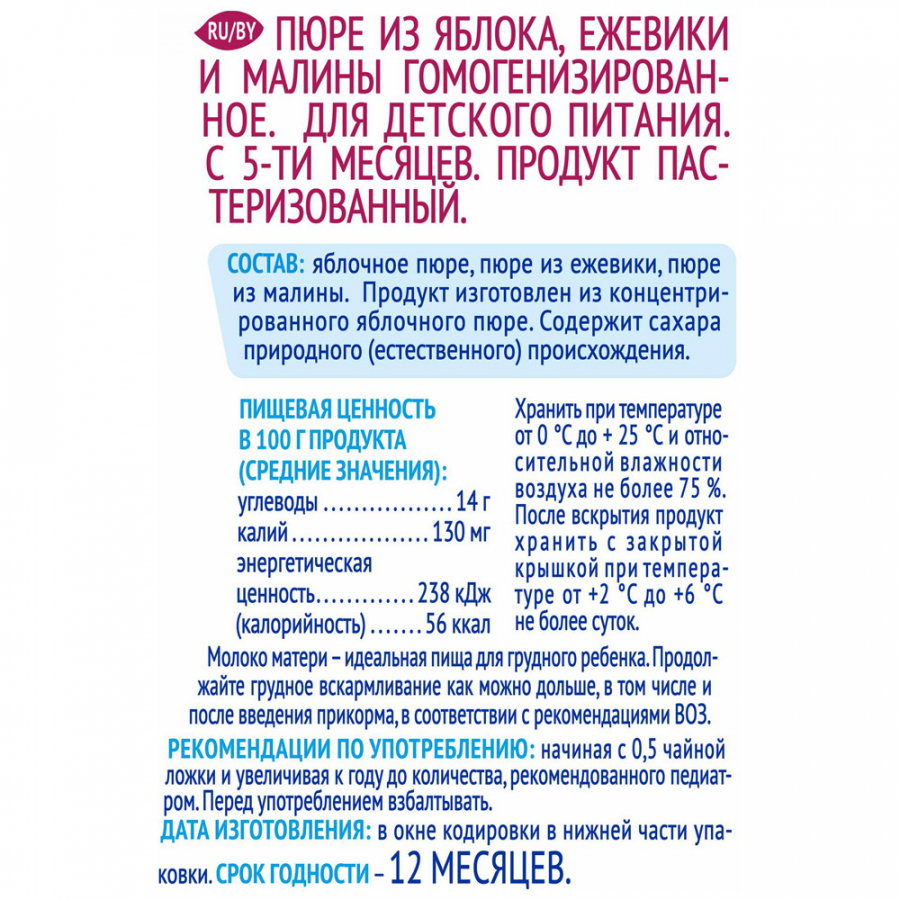 RU/BY ПЮРЕ ИЗ ЯБЛОКА, ЕЖЕВИКИ
И МАЛИНЫ ГОМОГЕНИЗИРОВАН-
НОЕ. ДЛЯ ДЕТСКОГО ПИТАНИЯ.
С 5-ТИ МЕСЯЦЕВ. ПРОДУКТ ПАС-
ТЕРИЗОВАННЫЙ.
СОСТАВ: яблочное пюре, пюре из ежевики, пюре
из малины. Продукт изготовлен из концентри-
рованного яблочного пюре. Содержит сахара
природного (естественного) происхождения.
ПИЩЕВАЯ ЦЕННОСТЬ
В 100 Г ПРОДУКТА
(СРЕДНИЕ ЗНАЧЕНИЯ):
углеводы .................. 14 г
калий ................... 130 мг
энергетическая
ценность.............. 238 кДж
(калорийность) ....... 56 ккал
Хранить при температуре
от 0 °С до + 25 °С и отно-
сительной влажности
воздуха не более 75 %.
После вскрытия продукт
хранить с закрытой
крышкой при темпера-
туре от +2 °С до +6 °С
не более суток.
Молоко матери – идеальная пища для грудного ребенка. Продол-
жайте грудное вскармливание как можно дольше, в том числе и
после введения прикорма, в соответствии с рекомендациями ВОЗ.
РЕКОМЕНДАЦИИ ПО УПОТРЕБЛЕНИЮ: начиная с 0,5 чайной
ложки и увеличивая к году до количества, рекомендованного педиат-
ром. Перед употреблением взбалтывать.
ДАТА ИЗГОТОВЛЕНИЯ: в окне кодировки в нижней части упа-
ковки. СРОК ГОДНОСТИ – 12 МЕСЯЦЕВ.